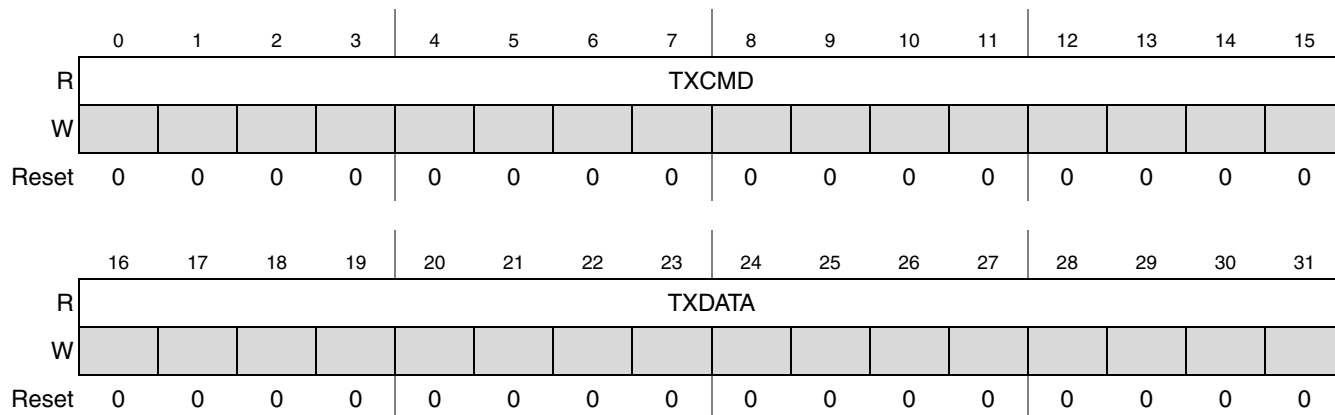 0 1 2 3 4 5 6 7 8 9 10 11 12 13 14 15
R TXCMD
W
Reset 0 0 0 0 0 0 0 0 0 0 0 0 0 0 0 0
16 17 18 19 20 21 22 23 24 25 26 27 28 29 30 31
R TXDATA
W
Reset 0 0 0 0 0 0 0 0 0 0 0 0 0 0 0 0